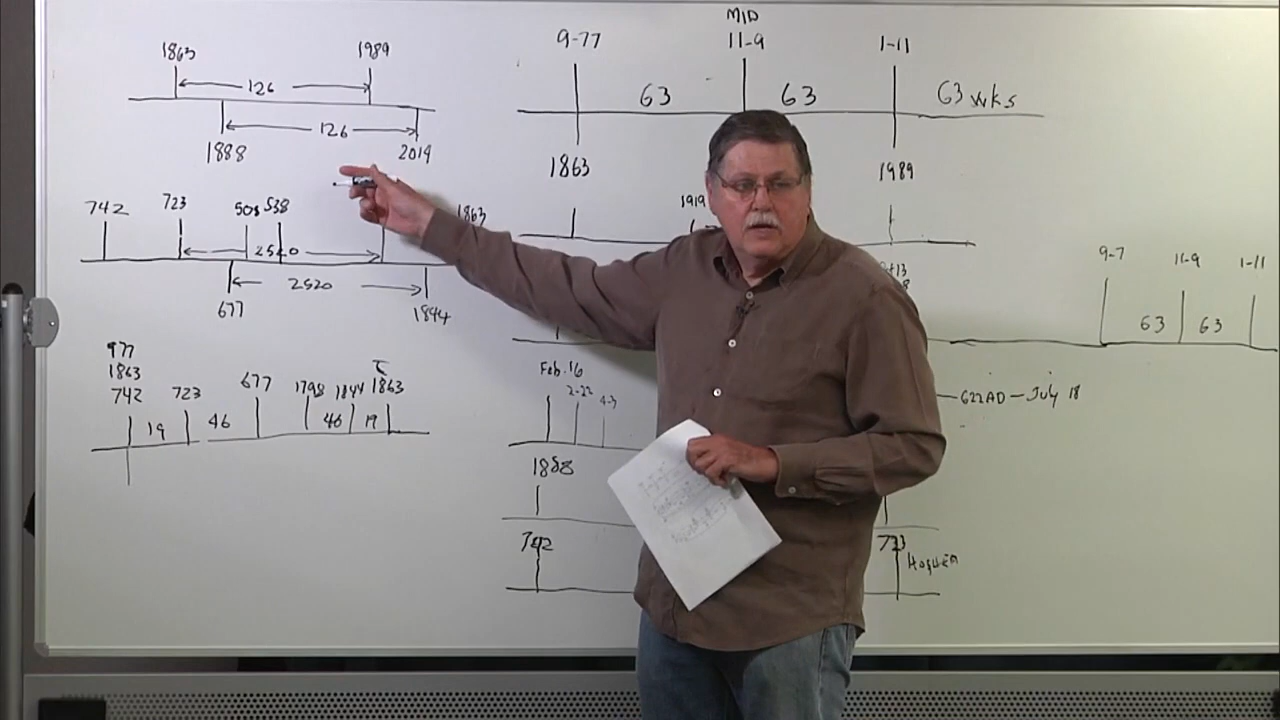 1863 1989
126
126
1888 2014
742 723 508 538 1863
2520
2520
677 1844
977
1863
742 723 677 1798 1844 1863
19 46 46 19
MID
9-77 11-9 1-11
63 63 63 wks
1863 1989
1919
Feb. 16
2-22
4-3
622AD - July 18
1888
742 723
Hoshea
9-7 11-9 1-11
63 63